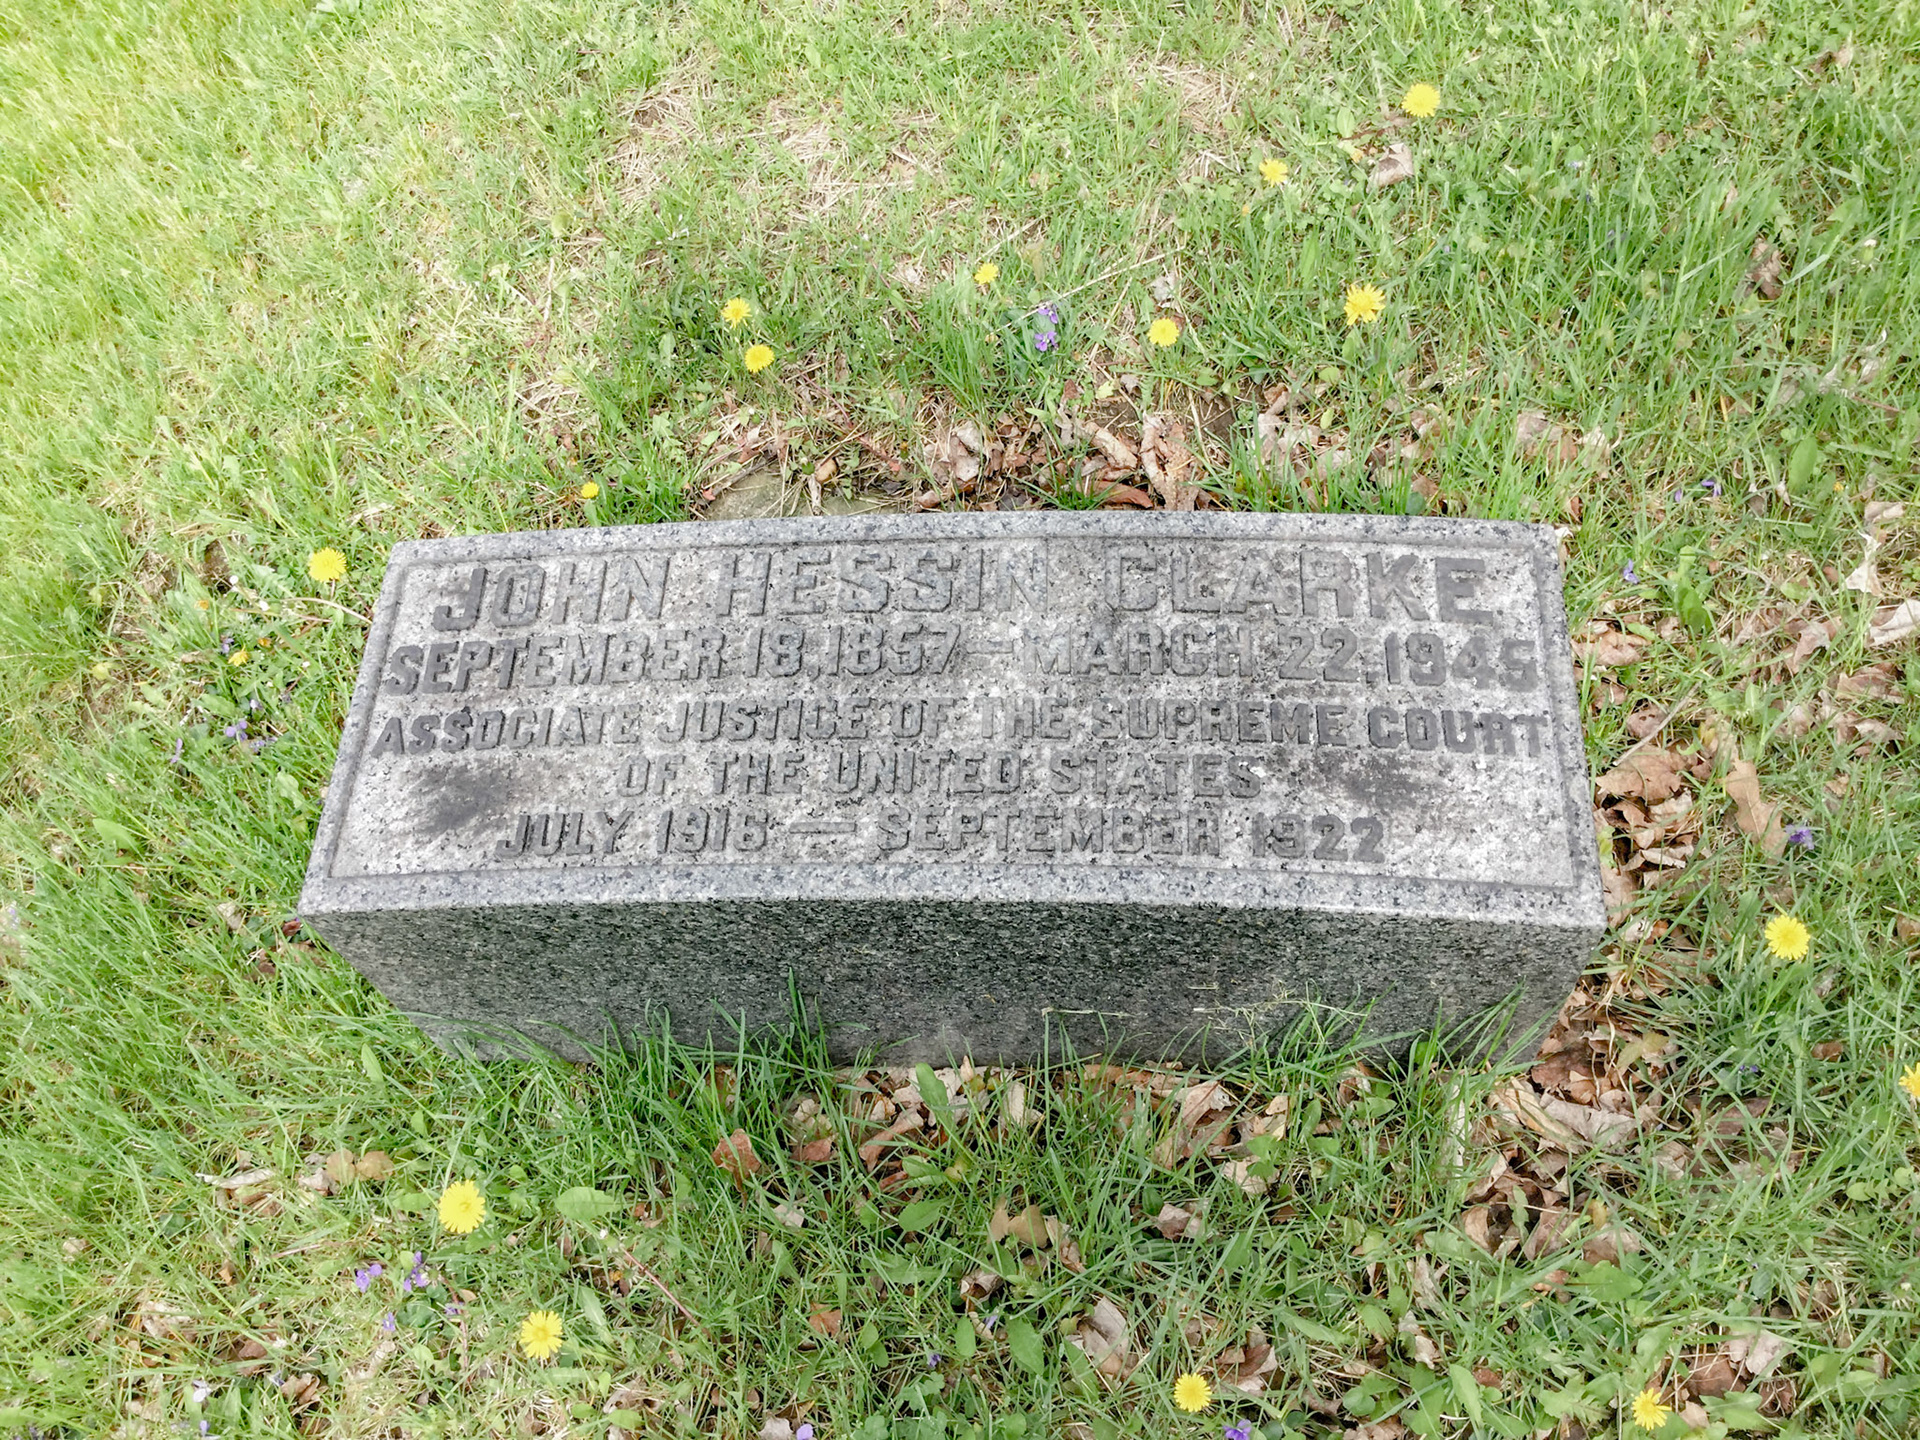 JOHN HESSIN CLARKE
SEPTEMBER 18, 1857 — MARCH 22, 1945
ASSOCIATE JUSTICE OF THE SUPREME COURT
OF THE UNITED STATES
JULY 1916 — SEPTEMBER 1922